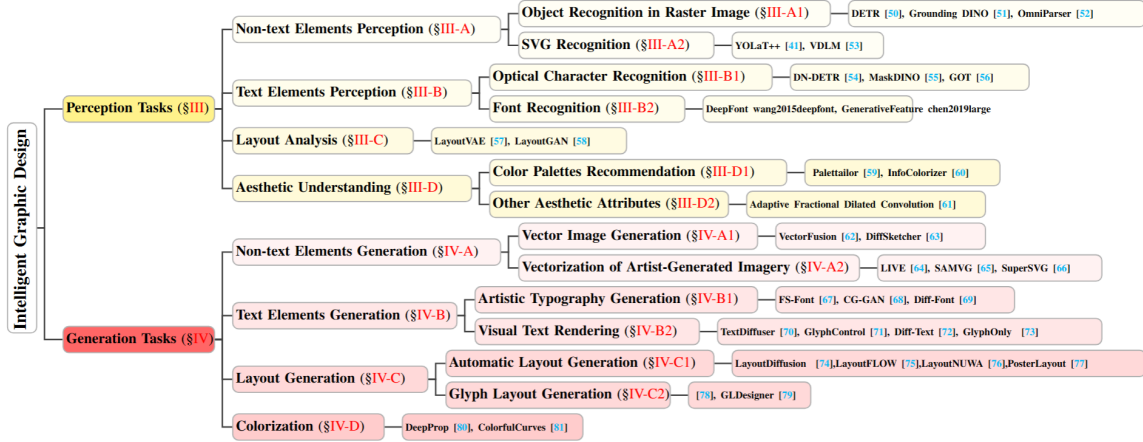 Intelligent Graphic Design
Perception Tasks (§III)
Non-text Elements Perception (§III-A)
Object Recognition in Raster Image (§III-A1)
DETR [50], Grounding DINO [51], OmniParser [52]
SVG Recognition (§III-A2)
YOLaT++ [41], VDLM [53]
Text Elements Perception (§III-B)
Optical Character Recognition (§III-B1)
DN-DETR [54], MaskDINO [55], GOT [56]
Font Recognition (§III-B2)
DeepFont wang2015deepfont, GenerativeFeature chen2019large
Layout Analysis (§III-C)
LayoutVAE [57], LayoutGAN [58]
Aesthetic Understanding (§III-D)
Color Palettes Recommendation (§III-D1)
Palettailor [59], InfoColorizer [60]
Other Aesthetic Attributes (§III-D2)
Adaptive Fractional Dilated Convolution [61]
Generation Tasks (§IV)
Non-text Elements Generation (§IV-A)
Vector Image Generation (§IV-A1)
VectorFusion [62], DiffSketcher [63]
Vectorization of Artist-Generated Imagery (§IV-A2)
LIVE [64], SAMVG [65], SuperSVG [66]
Text Elements Generation (§IV-B)
Artistic Typography Generation (§IV-B1)
FS-Font [67], CG-GAN [68], Diff-Font [69]
Visual Text Rendering (§IV-B2)
TextDiffuser [70], GlyphControl [71], Diff-Text [72], GlyphOnly [73]
Layout Generation (§IV-C)
Automatic Layout Generation (§IV-C1)
LayoutDiffusion [74],LayoutFLOW [75],LayoutNUWA [76],PosterLayout [77]
Glyph Layout Generation (§IV-C2)
[78], GLDesigner [79]
Colorization (§IV-D)
DeepProp [80], ColorfulCurves [81]